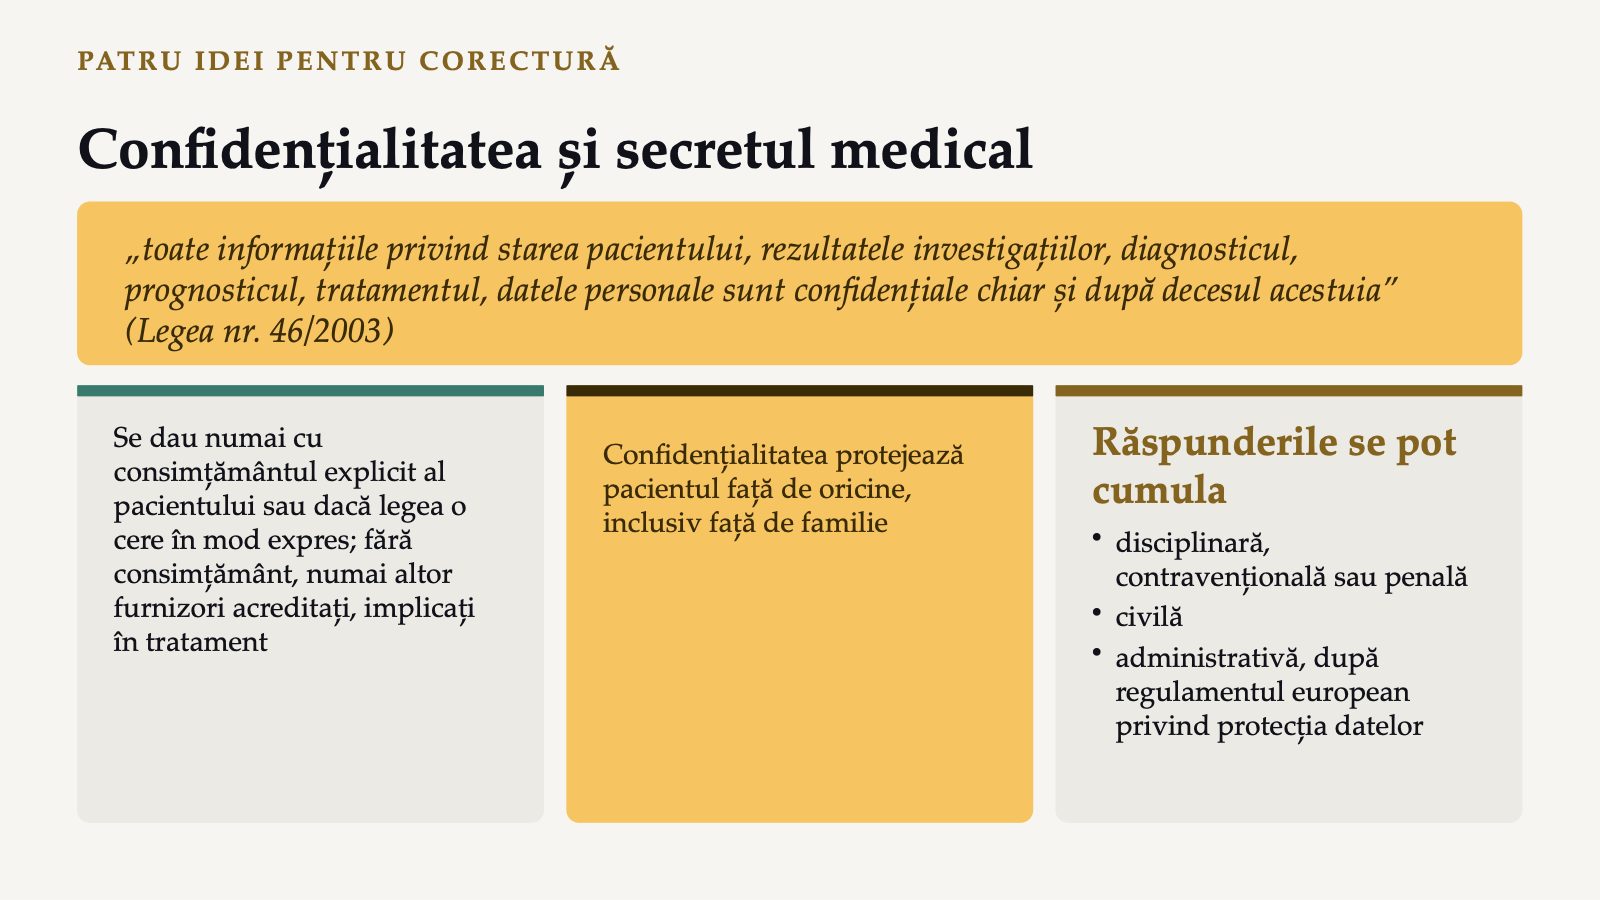 PATRU IDEI PENTRU CORECTURĂ
Confidențialitatea și secretul medical
„toate informațiile privind starea pacientului, rezultatele investigațiilor, diagnosticul,
prognosticul, tratamentul, datele personale sunt confidențiale chiar și după decesul acestuia”
(Legea nr. 46/2003)
Se dau numai cu
consimțământul explicit al
pacientului sau dacă legea o
cere în mod expres; fără
consimțământ, numai altor
furnizori acreditați, implicați
în tratament
Confidențialitatea protejează
pacientul față de oricine,
inclusiv față de familie
Răspunderile se pot
cumula
• disciplinară,
contravențională sau penală
• civilă
• administrativă, după
regulamentul european
privind protecția datelor